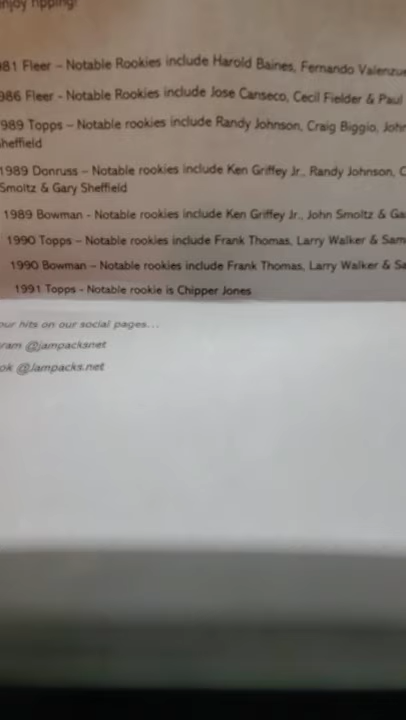 njoy ripping!
981 Fleer – Notable Rookies include Harold Baines, Fernando Valenzue
986 Fleer - Notable Rookies include Jose Canseco, Cecil Fielder & Paul
989 Topps – Notable rookies include Randy Johnson, Craig Biggio, John
Sheffield
1989 Donruss – Notable rookies include Ken Griffey Jr., Randy Johnson, C
Smoltz & Gary Sheffield
1989 Bowman - Notable rookies include Ken Griffey Jr., John Smoltz & Ga
1990 Topps – Notable rookies include Frank Thomas, Larry Walker & Sam
1990 Bowman – Notable rookies include Frank Thomas, Larry Walker & Sa
1991 Topps - Notable rookie is Chipper Jones
our hits on our social pages...
ram @jampacksnet
ok @Jampacks.net